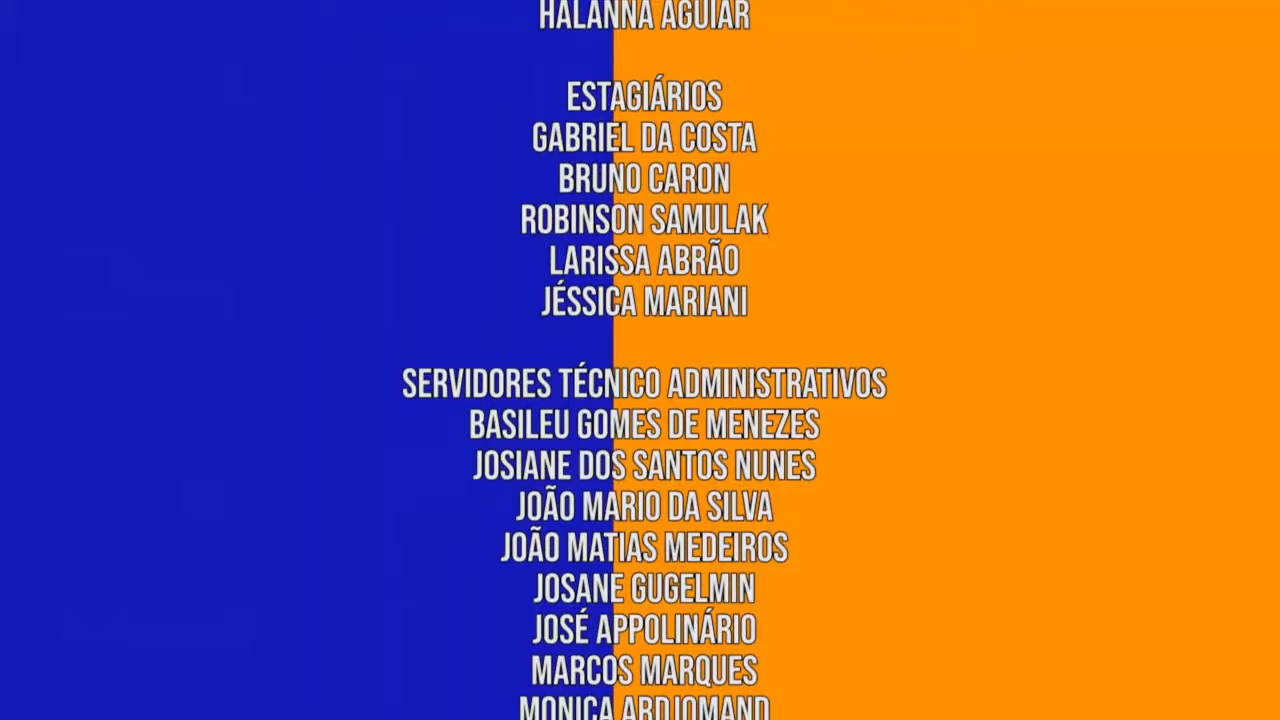 HALANNA AGUIAR
ESTAGIÁRIOS
GABRIEL DA COSTA
BRUNO CARON
ROBINSON SAMULAK
LARISSA ABRÃO
JÉSSICA MARIANI
SERVIDORES TÉCNICO ADMINISTRATIVOS
BASILEU GOMES DE MENEZES
JOSIANE DOS SANTOS NUNES
JOÃO MARIO DA SILVA
JOÃO MATIAS MEDEIROS
JOSANE GUGELMIN
JOSÉ APPOLINÁRIO
MARCOS MARQUES
MONICA ARDJOMAND